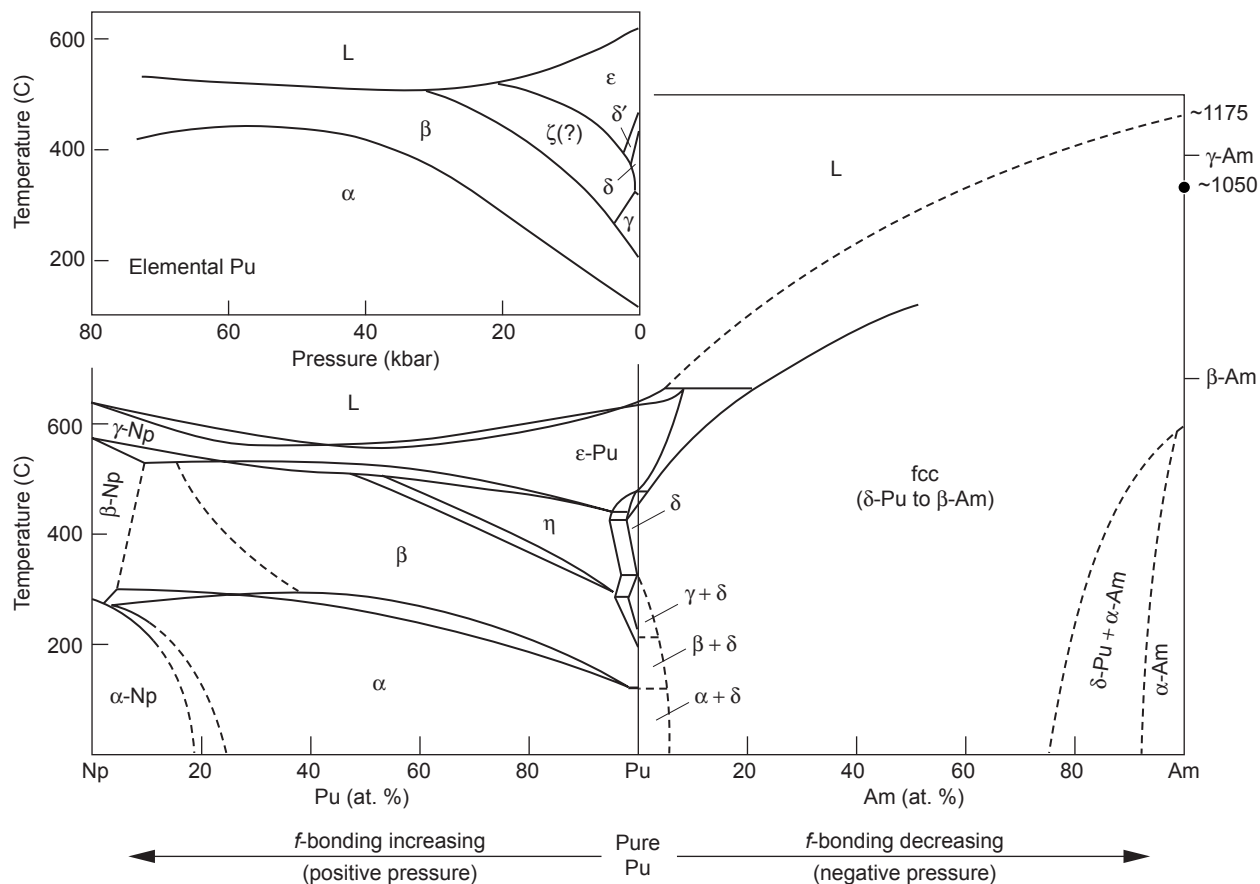 600
400
200
Temperature (C)
L
ε
δ′
ζ(?)
β
δ
α
γ
Elemental Pu
80
60
40
20
0
Pressure (kbar)
~1175
γ-Am
~1050
β-Am
L
600
400
200
Temperature (C)
L
γ-Np
ε-Pu
β-Np
η
δ
β
fcc
(δ-Pu to β-Am)
γ + δ
β + δ
α + δ
α-Np
α
δ-Pu + α-Am
α-Am
Np
20
40
60
80
Pu
20
40
60
80
Am
Pu (at. %)
Am (at. %)
f-bonding increasing
(positive pressure)
Pure
Pu
f-bonding decreasing
(negative pressure)